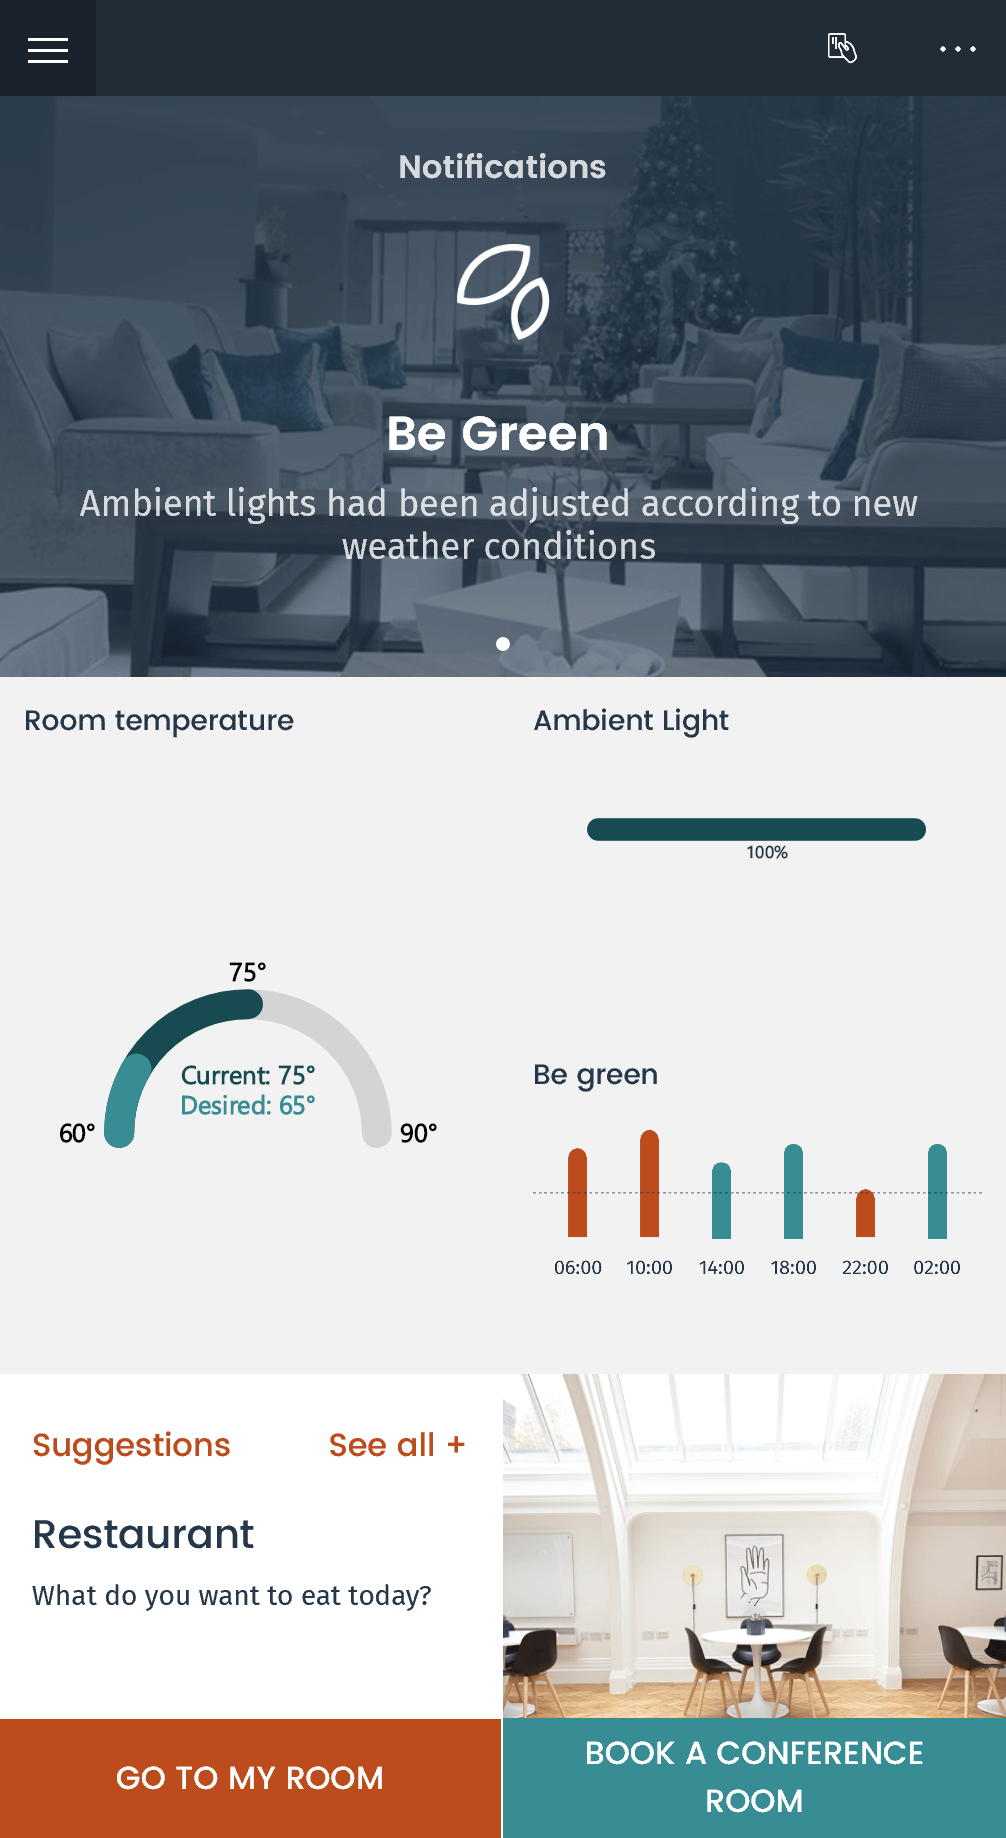 Notifications
Be Green
Ambient lights had been adjusted according to new
weather conditions
Room temperature
75°
Current: 75°
Desired: 65°
60°
90°
Ambient Light
100%
Be green
06:00 10:00 14:00 18:00 22:00 02:00
Suggestions See all +
Restaurant
What do you want to eat today?
GO TO MY ROOM
BOOK A CONFERENCE
ROOM